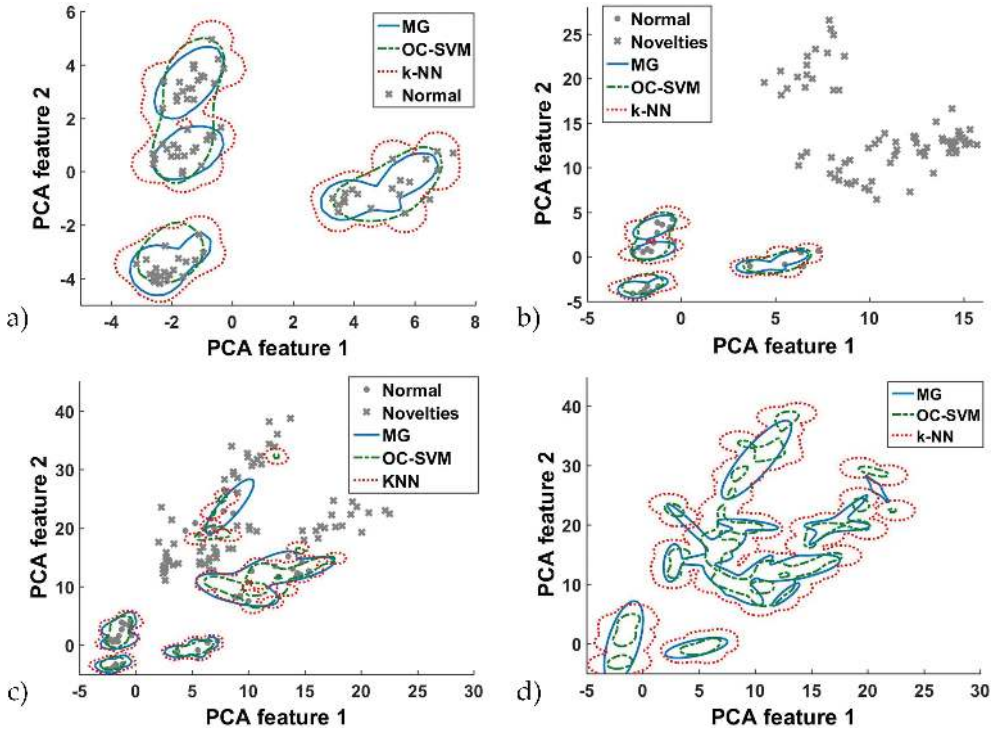 a)
6
4
2
0
-2
-4
-4
-2
0
2
4
6
8
PCA feature 2
PCA feature 1
MG
OC-SVM
k-NN
Normal
b)
25
20
15
10
5
0
-5
-5
0
5
10
15
PCA feature 2
PCA feature 1
Normal
Novelties
MG
OC-SVM
k-NN
c)
40
30
20
10
0
-5
0
5
10
15
20
25
30
PCA feature 2
PCA feature 1
Normal
Novelties
MG
OC-SVM
KNN
d)
40
30
20
10
0
-5
0
5
10
15
20
25
30
PCA feature 2
PCA feature 1
MG
OC-SVM
k-NN